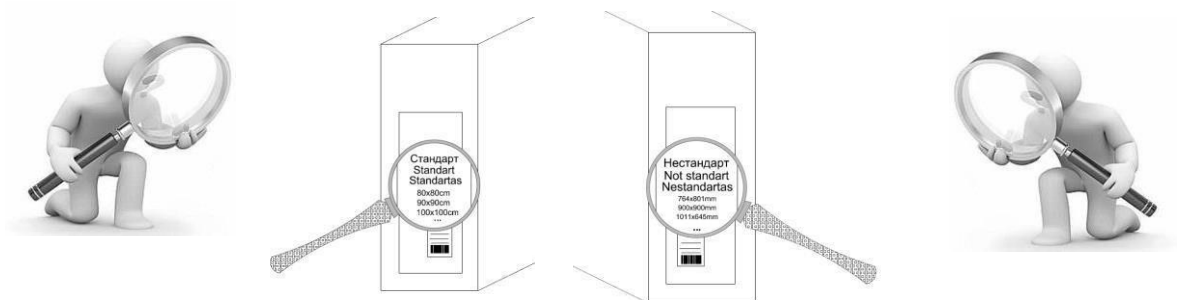 Стандарт
Standart
Standartas
80x80cm
90x90cm
100x100cm
...
Нестандарт
Not standart
Nestandartas
764x801mm
900x900mm
1011x645mm
...